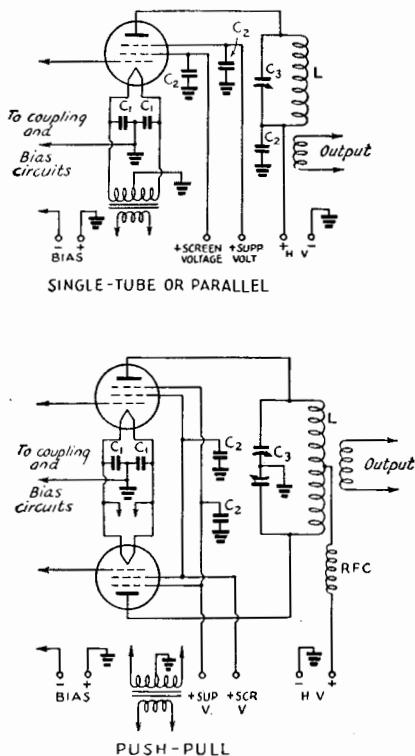 C₂
C₂
C₃
L
C₁ C₁
C₂
To coupling
and
Bias
circuits
Output
- +
BIAS
+SCREEN
VOLTAGE
+SUPP
VOLT
+ -
H V
SINGLE-TUBE OR PARALLEL
L
C₁ C₁
C₂
C₃
To coupling
and
Bias
circuits
Output
C₂
RFC
- +
BIAS
+SUP
V.
+SCR
V
- +
H V
PUSH-PULL